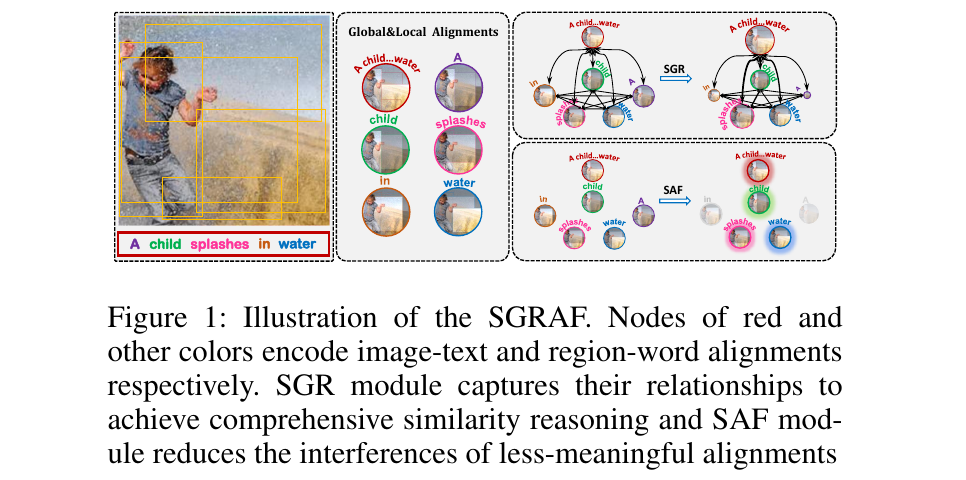 A child splashes in water
Global&Local Alignments
A child...water
A
child
splashes
in
water
A child...water
child
in
A
splashes
water
SGR
A child...water
child
in
A
splashes
water
A child...water
child
in
A
splashes
water
SAF
A child...water
child
in
A
splashes
water
Figure 1: Illustration of the SGRAF. Nodes of red and
other colors encode image-text and region-word alignments
respectively. SGR module captures their relationships to
achieve comprehensive similarity reasoning and SAF mod-
ule reduces the interferences of less-meaningful alignments